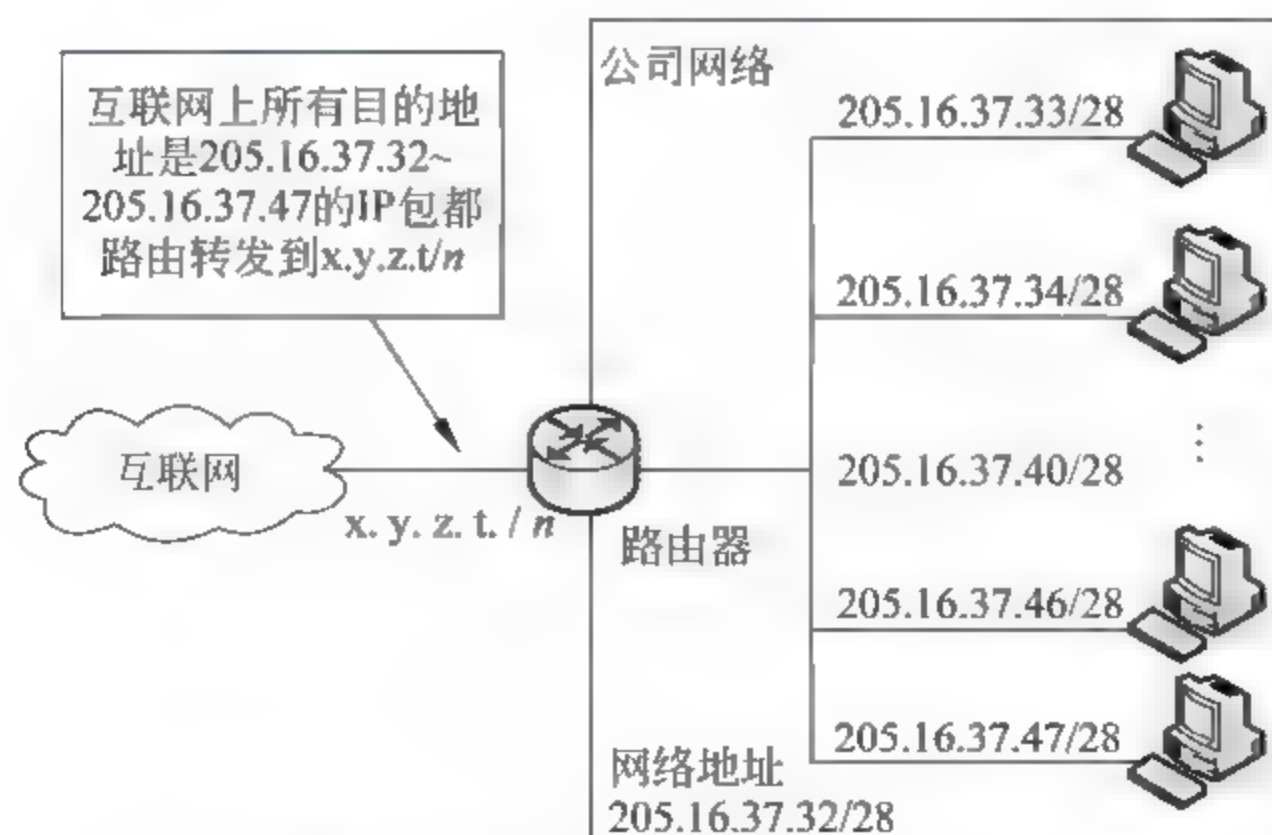 互联网上所有目的地
址是205.16.37.32~
205.16.37.47的IP包都
路由转发到x.y.z.t/n
公司网络
205.16.37.33/28
205.16.37.34/28
互联网
x. y. z. t. / n
路由器
205.16.37.40/28
⋮
205.16.37.46/28
205.16.37.47/28
网络地址
205.16.37.32/28